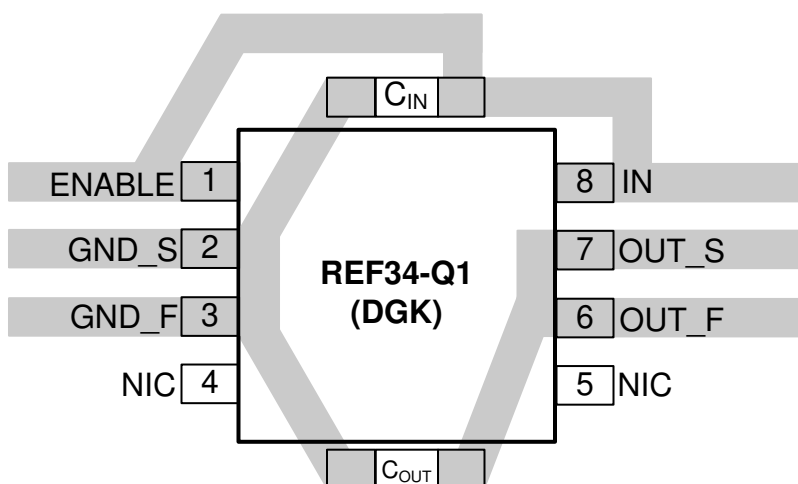 C_IN
ENABLE 1
8 IN
GND_S 2
7 OUT_S
REF34-Q1
(DGK)
GND_F 3
6 OUT_F
NIC 4
5 NIC
C_OUT